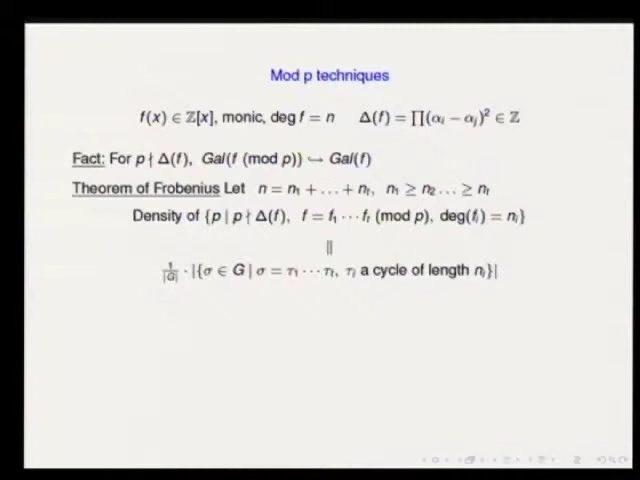 Mod p techniques
f(x) ∈ ℤ[x], monic, deg f = n Δ(f) = ∏(αᵢ − αⱼ)² ∈ ℤ
Fact: For p ∤ Δ(f), Gal(f (mod p)) ↪ Gal(f)
Theorem of Frobenius Let n = n₁ + … + nₜ, n₁ ≥ n₂ … ≥ nₜ
Density of {p | p ∤ Δ(f), f = f₁ ⋯ fₜ (mod p), deg(fᵢ) = nᵢ}
||
1/|G| · |{σ ∈ G | σ = τ₁ ⋯ τₜ, τᵢ a cycle of length nᵢ}|